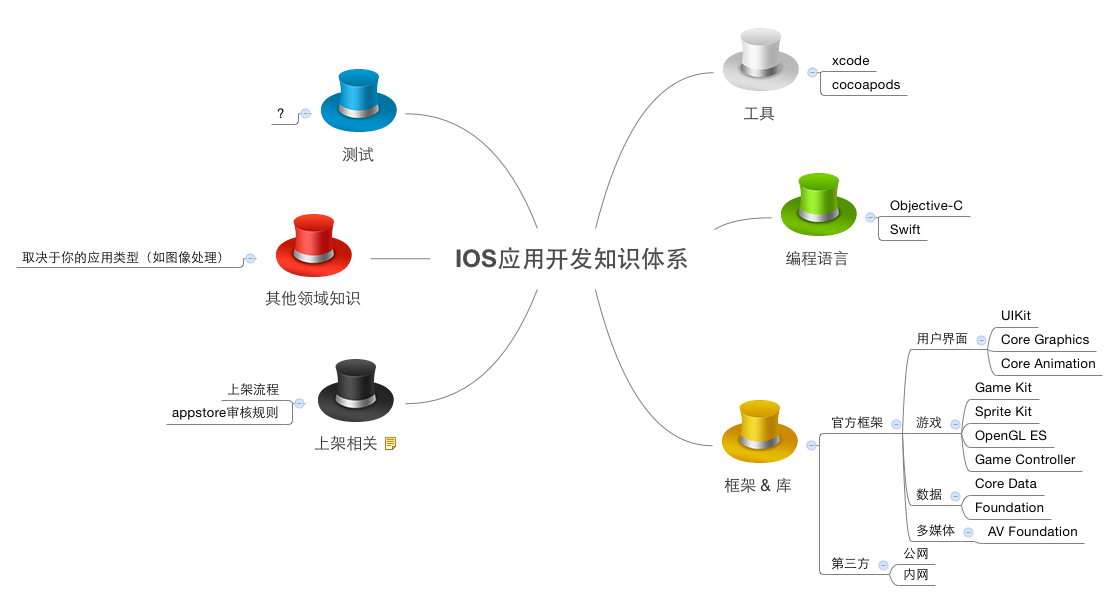 IOS应用开发知识体系
工具
xcode
cocoapods
编程语言
Objective-C
Swift
框架 & 库
官方框架
用户界面
UIKit
Core Graphics
Core Animation
游戏
Game Kit
Sprite Kit
OpenGL ES
Game Controller
数据
Core Data
Foundation
多媒体
AV Foundation
第三方
公网
内网
测试
?
其他领域知识
取决于你的应用类型（如图像处理）
上架相关
上架流程
appstore审核规则